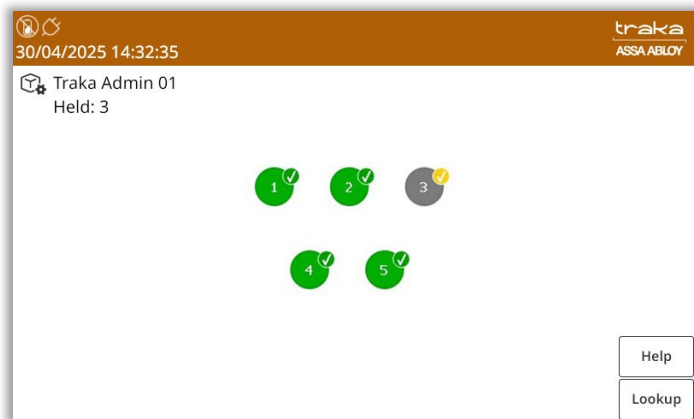 30/04/2025 14:32:35
traka
ASSA ABLOY
Traka Admin 01
Held: 3
1 2 3
4 5
Help
Lookup